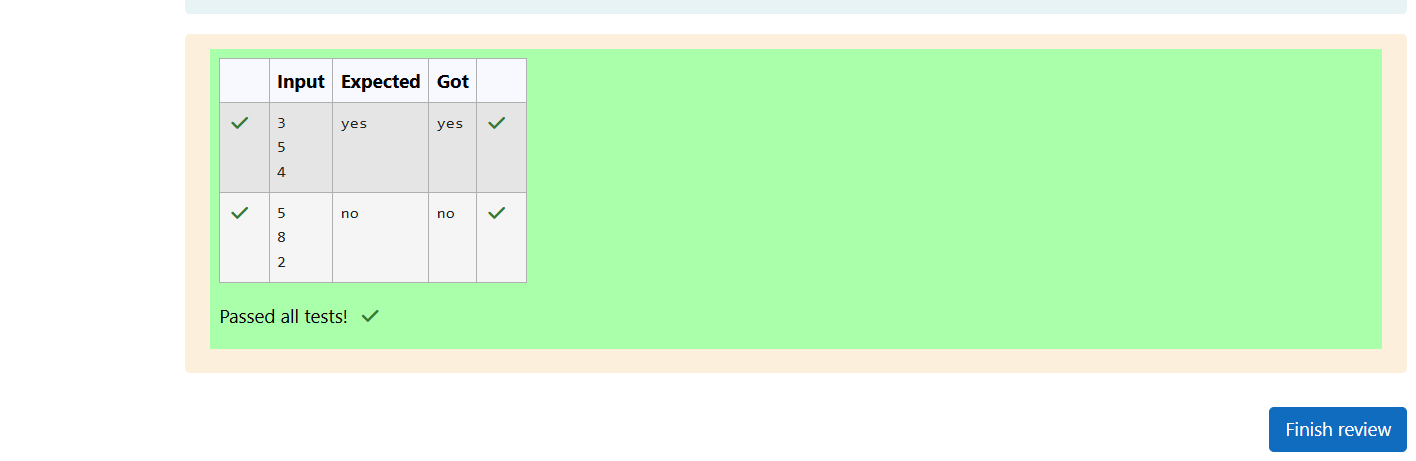 Input Expected Got
3 yes yes
5
4
5 no no
8
2
Passed all tests!
Finish review